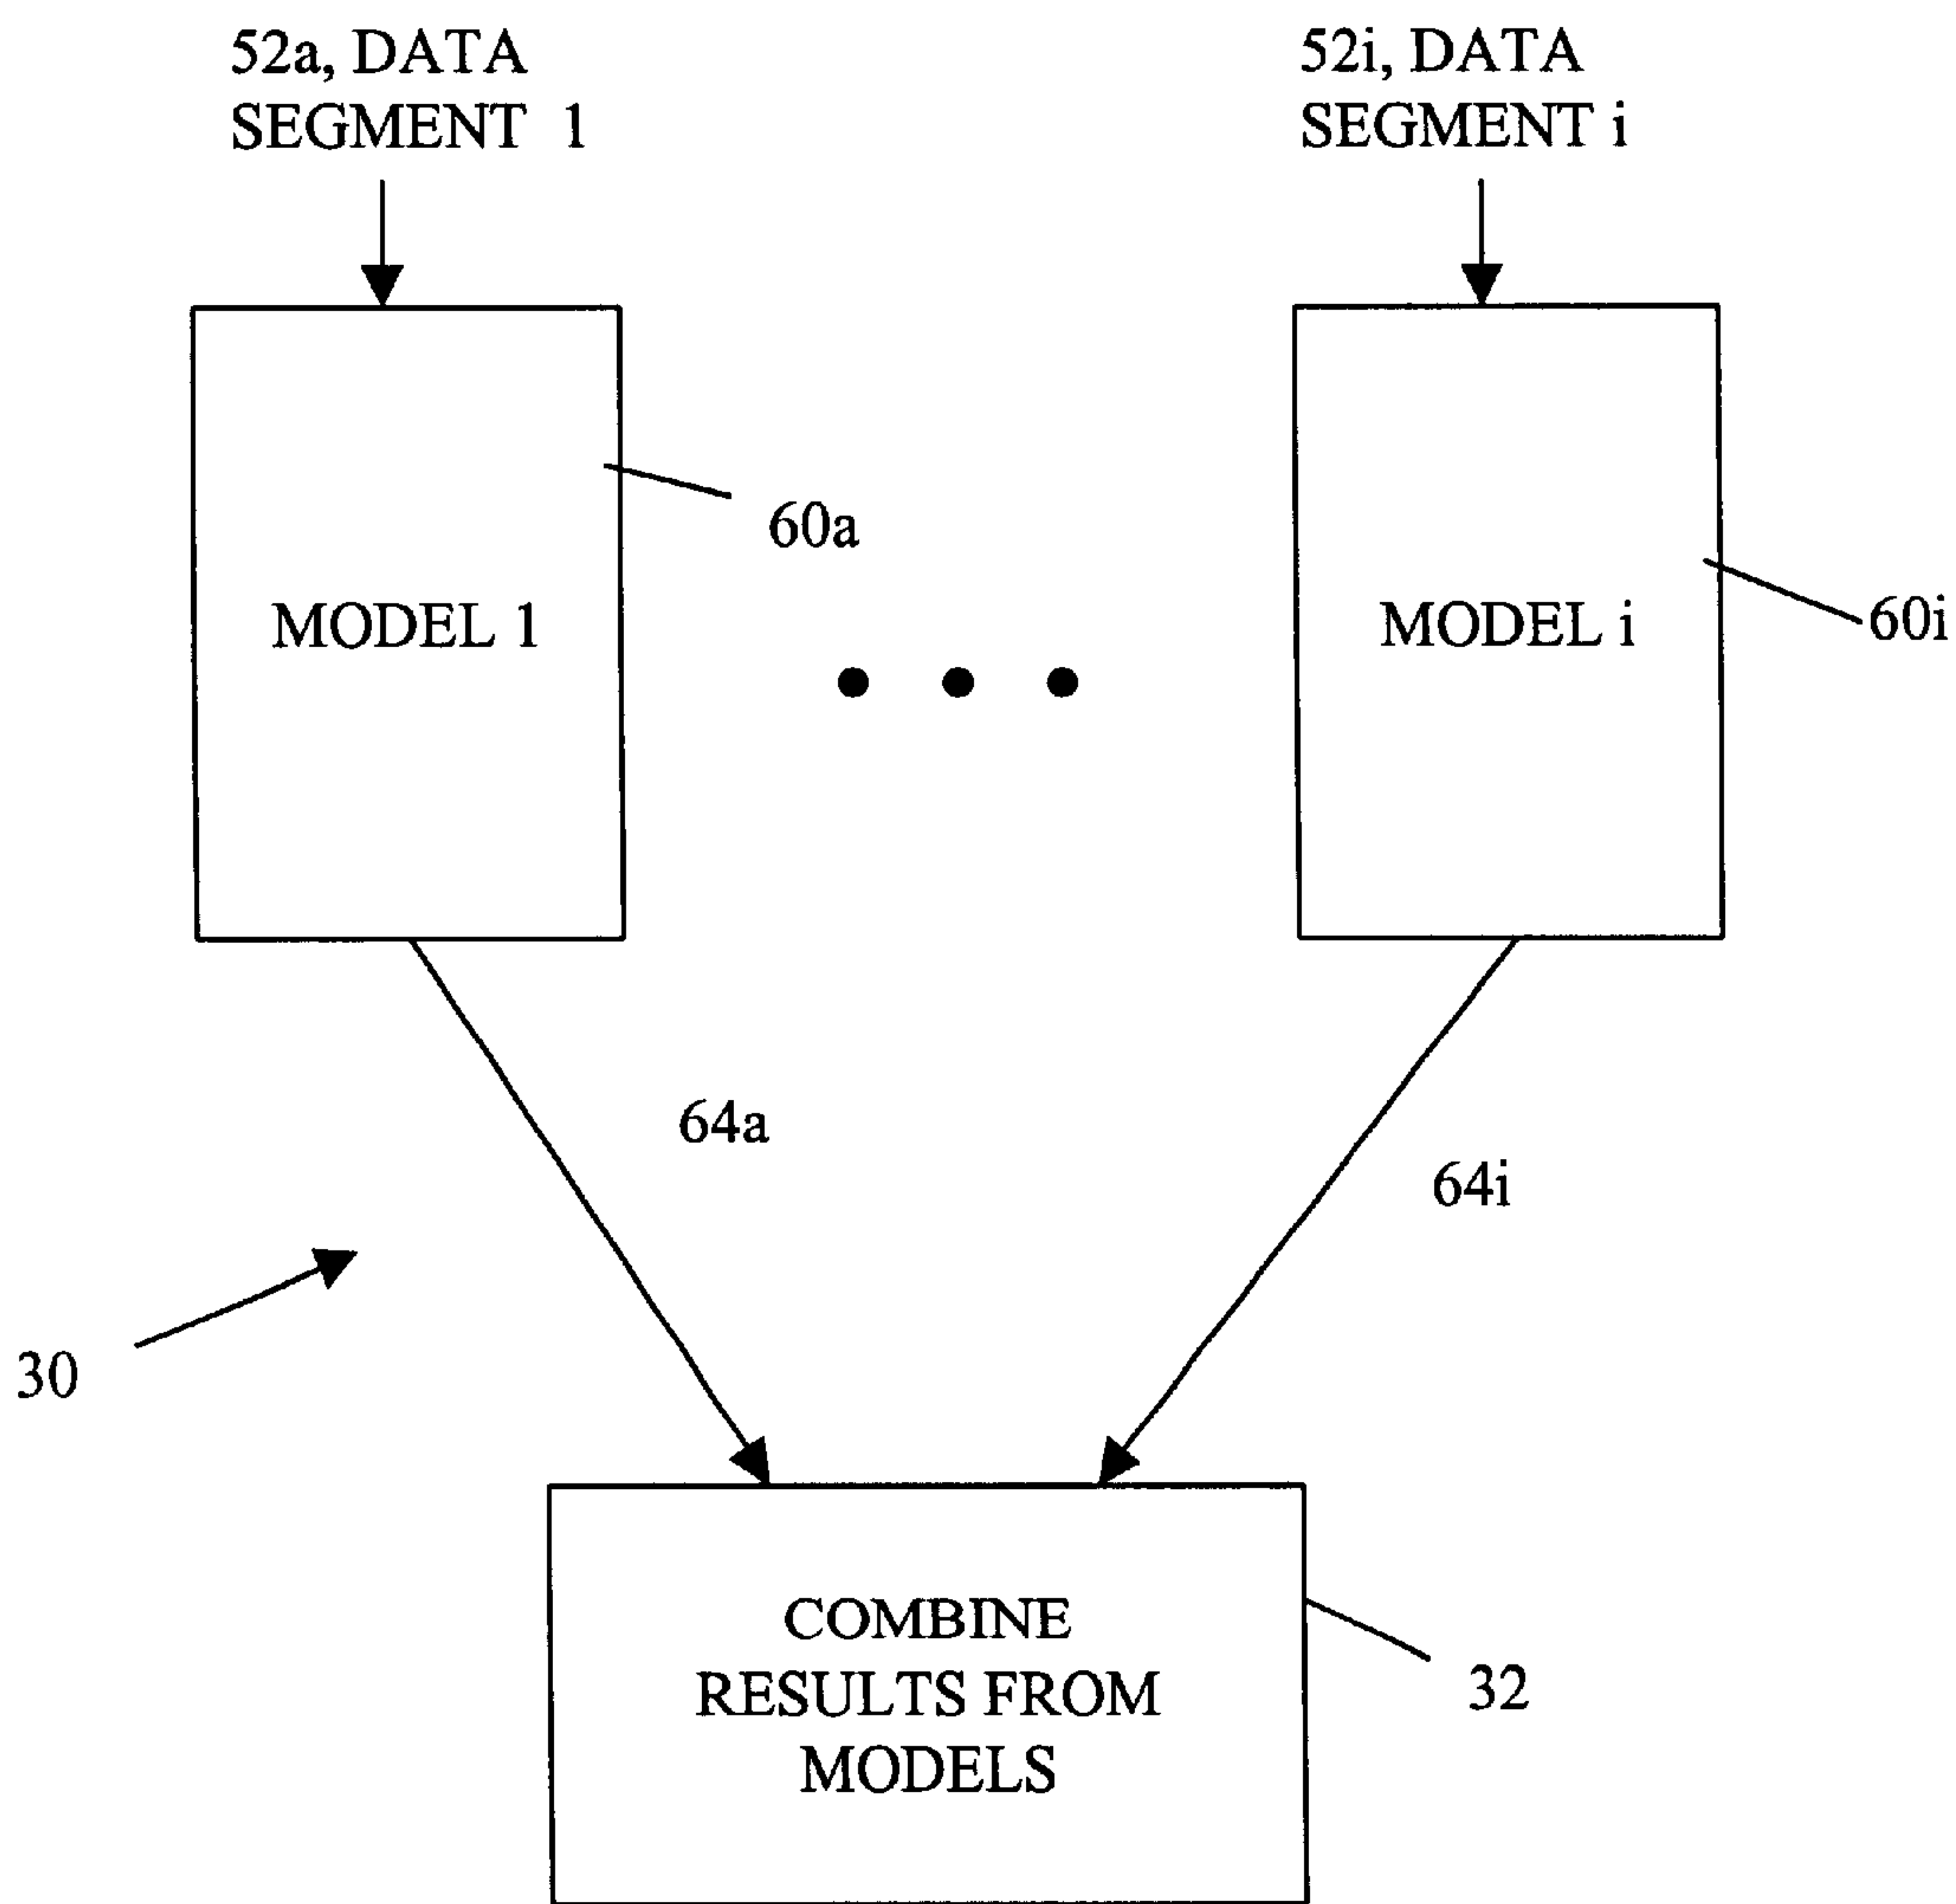 52a, DATA
SEGMENT 1
52i, DATA
SEGMENT i
60a
MODEL 1
MODEL i
60i
64a
64i
30
COMBINE
RESULTS FROM
MODELS
32